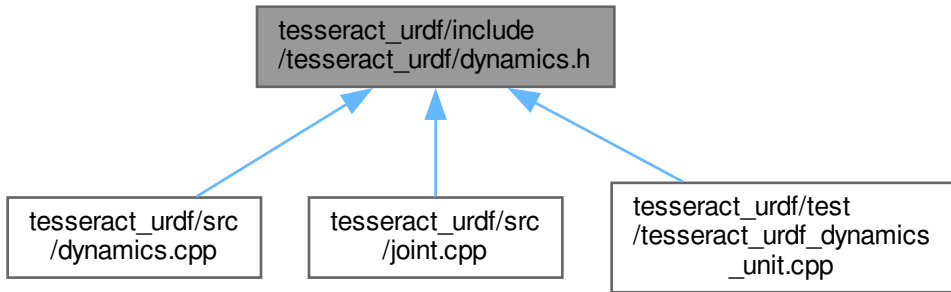 tesseract_urdf/include
/tesseract_urdf/dynamics.h
tesseract_urdf/src
/dynamics.cpp
tesseract_urdf/src
/joint.cpp
tesseract_urdf/test
/tesseract_urdf_dynamics
_unit.cpp